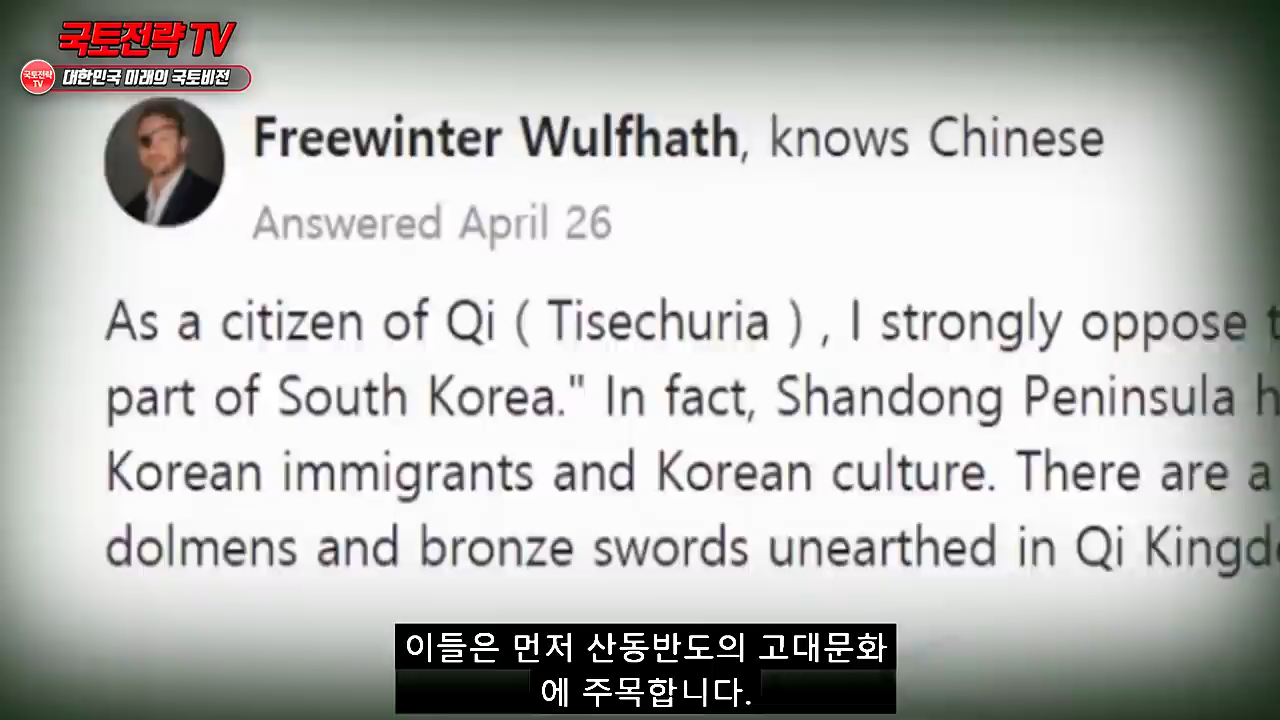 국토전략 TV
국토전략 TV
대한민국 미래의 국토비전
Freewinter Wulfhath, knows Chinese
Answered April 26
As a citizen of Qi ( Tisechuria ) , I strongly oppose
part of South Korea." In fact, Shandong Peninsula
Korean immigrants and Korean culture. There are a
dolmens and bronze swords unearthed in Qi
이들은 먼저 산동반도의 고대문화
에 주목합니다.